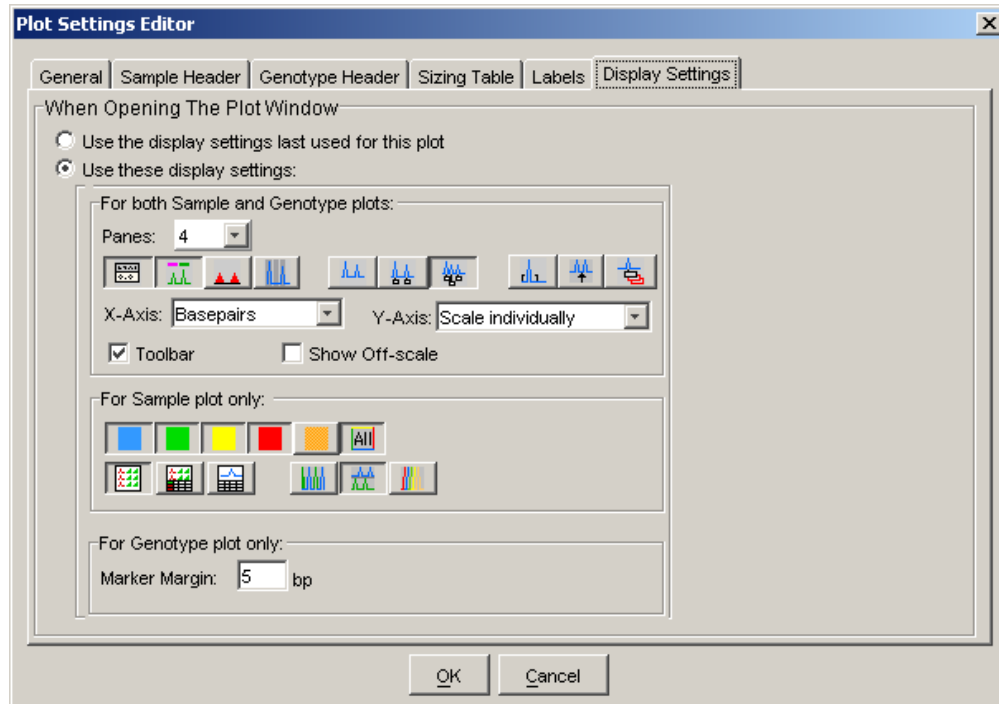 Plot Settings Editor
General Sample Header Genotype Header Sizing Table Labels Display Settings
When Opening The Plot Window
Use the display settings last used for this plot
Use these display settings:
For both Sample and Genotype plots:
Panes: 4
X-Axis: Basepairs Y-Axis: Scale individually
Toolbar Show Off-scale
For Sample plot only:
All
For Genotype plot only:
Marker Margin: 5 bp
OK Cancel